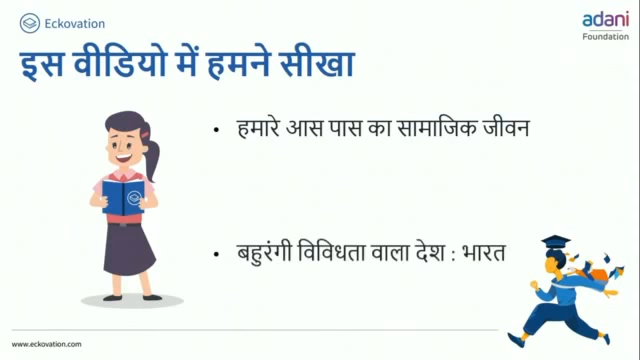 Eckovation
adani
Foundation
इस वीडियो में हमने सीखा
• हमारे आस पास का सामाजिक जीवन
• बहुरंगी विविधता वाला देश : भारत
www.eckovation.com